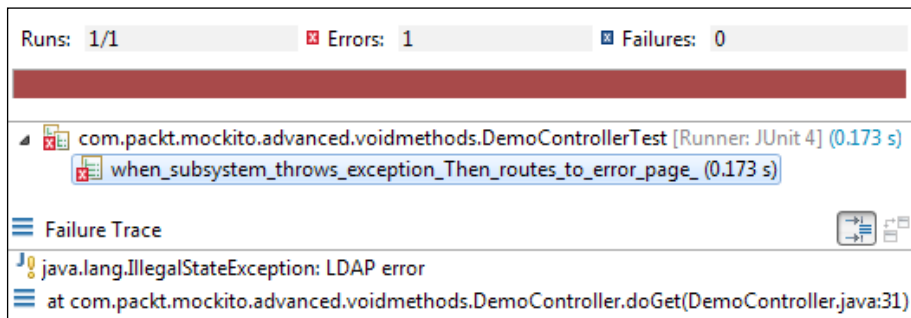 Runs: 1/1 Errors: 1 Failures: 0
com.packt.mockito.advanced.voidmethods.DemoControllerTest [Runner: JUnit 4] (0.173 s)
when_subsystem_throws_exception_Then_routes_to_error_page_ (0.173 s)
Failure Trace
java.lang.IllegalStateException: LDAP error
at com.packt.mockito.advanced.voidmethods.DemoController.doGet(DemoController.java:31)